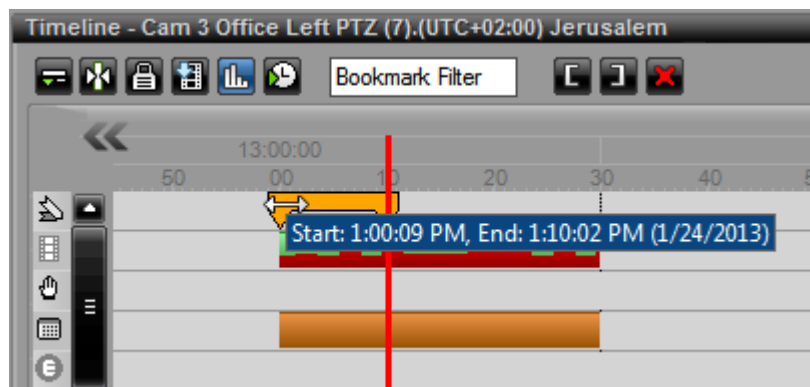 Timeline - Cam 3 Office Left PTZ (7).(UTC+02:00) Jerusalem
Bookmark Filter
13:00:00
50 00 10 20 30 40
Start: 1:00:09 PM, End: 1:10:02 PM (1/24/2013)
E